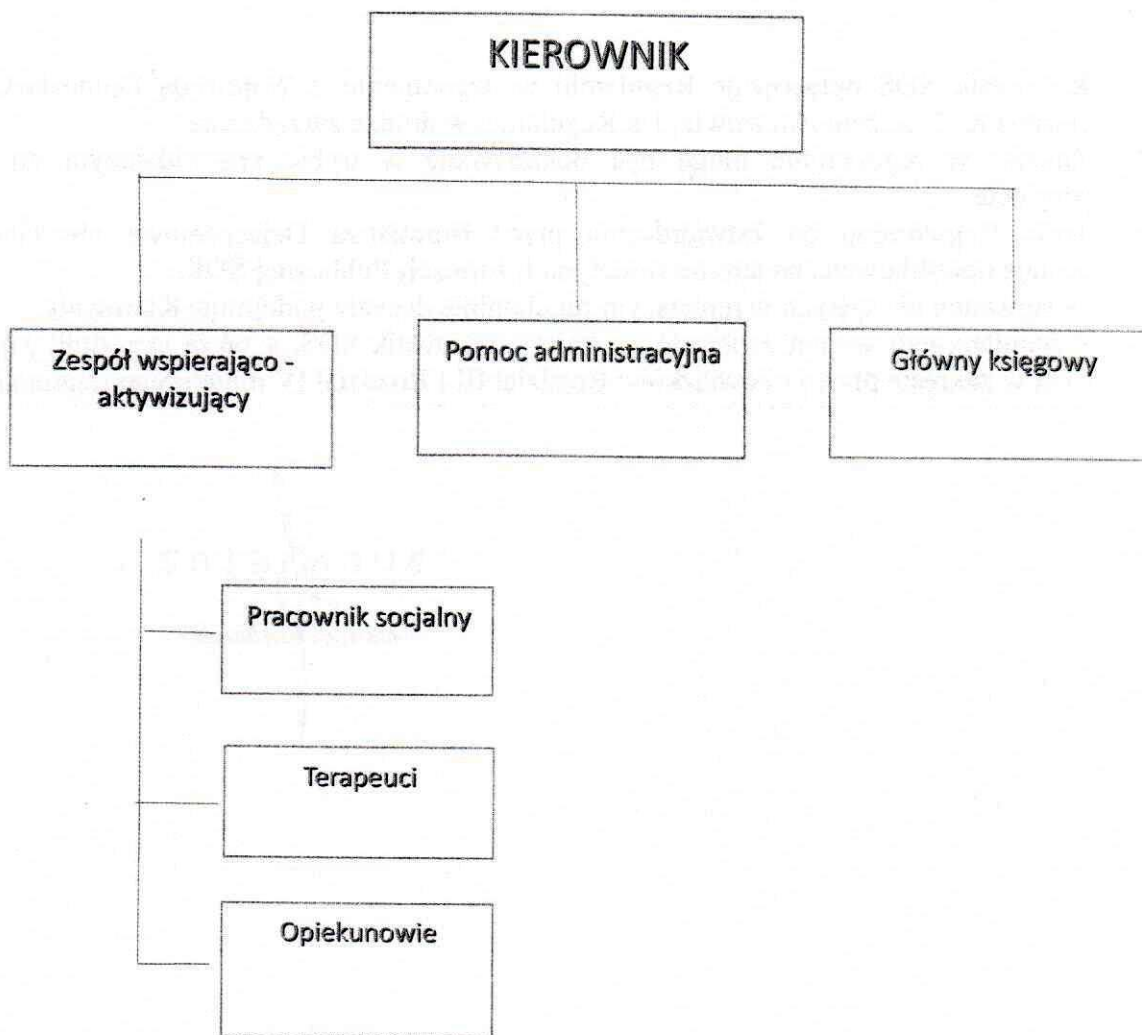 KIEROWNIK
Zespół wspierająco -
aktywizujący
Pomoc administracyjna
Główny księgowy
Pracownik socjalny
Terapeuci
Opiekunowie